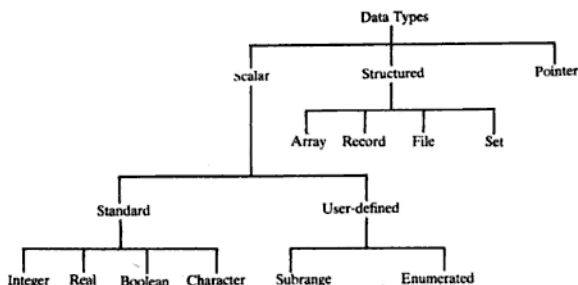 Data Types
Scalar Structured Pointer
Array Record File Set
Standard User-defined
Integer Real Boolean Character Subrange Enumerated